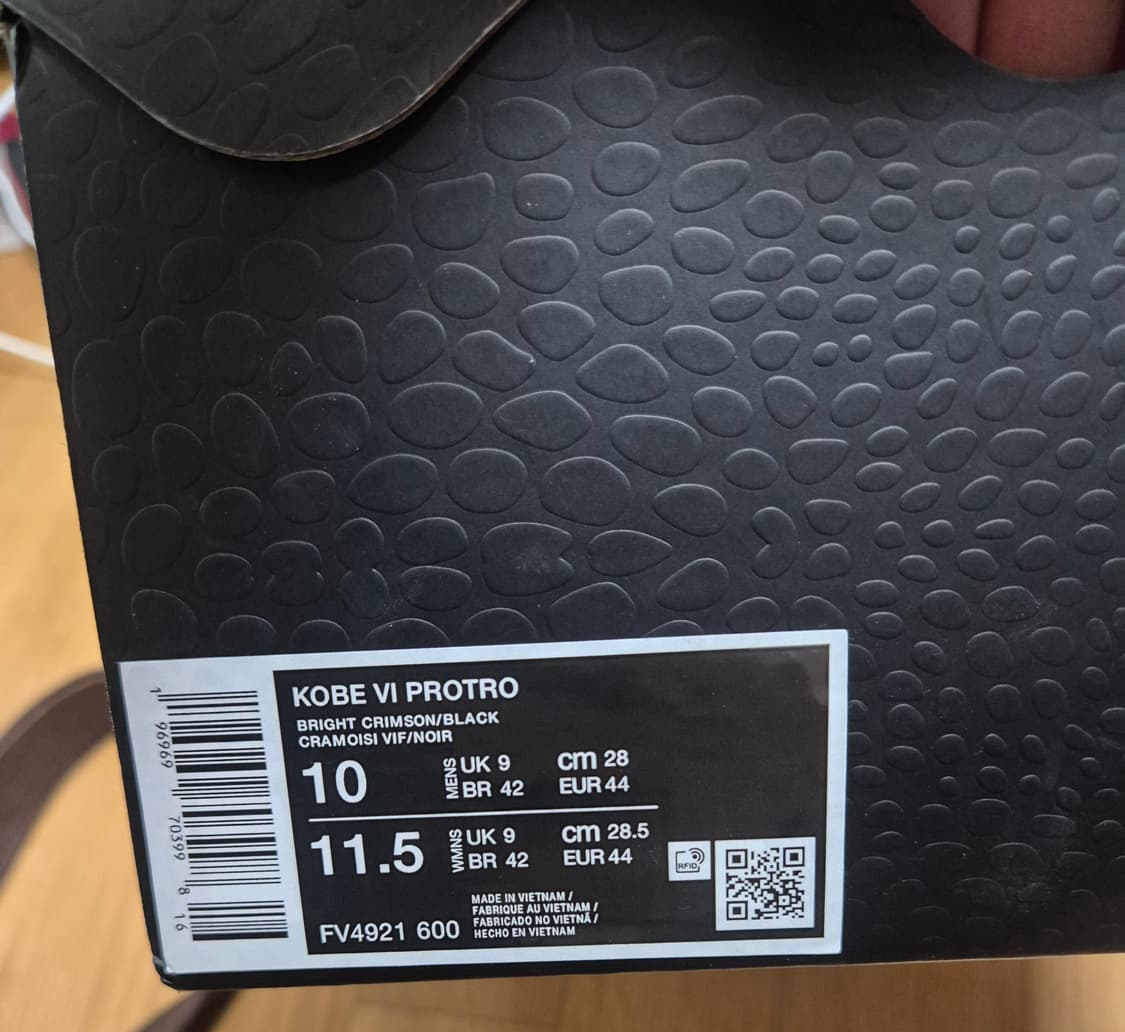 KOBE VI PROTRO
BRIGHT CRIMSON/BLACK
CRAMOISI VIF/NOIR
10 MENS UK 9 cm 28
BR 42 EUR 44
11.5 WMNS UK 9 cm 28.5
BR 42 EUR 44
RFID
MADE IN VIETNAM /
FABRIQUE AU VIETNAM /
FABRICADO NO VIETNÃ /
HECHO EN VIETNAM
FV4921 600
1 96969 70399 8 16